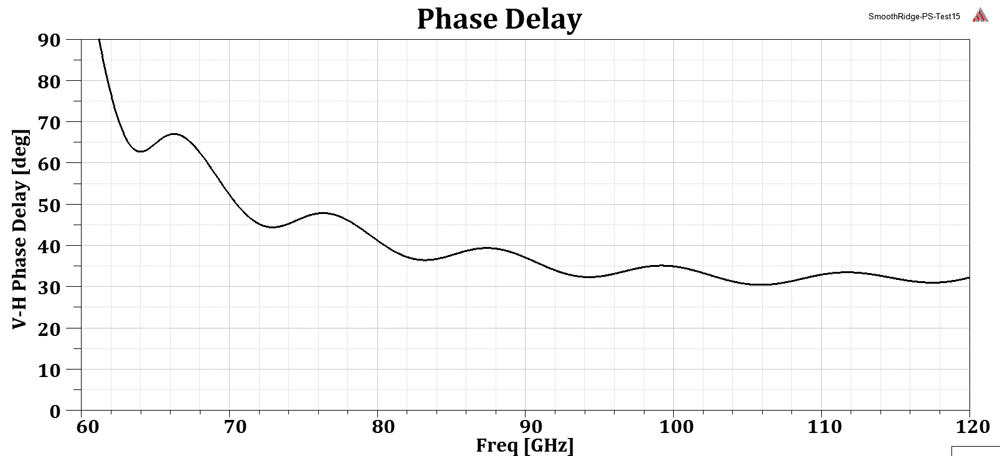 Phase Delay
SmoothRidge-PS-Test15
90
80
70
60
50
40
30
20
10
0
V-H Phase Delay [deg]
60 70 80 90 100 110 120
Freq [GHz]